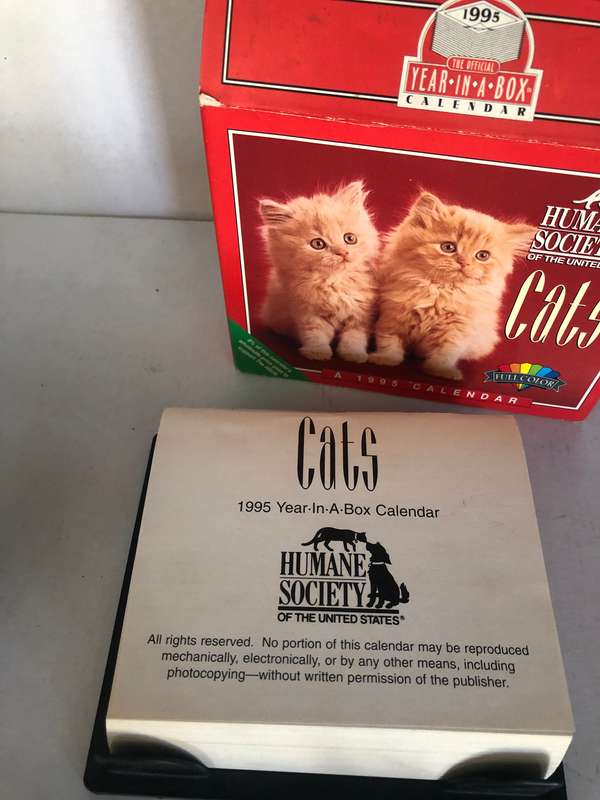 1995
THE OFFICIAL
YEAR·IN·A·BOX
CALENDAR
HUMA
SOCIET
OF THE UNITE
Cats
FULL COLOR!
A 1995 CALENDAR
Cats
1995 Year-In-A-Box Calendar
HUMANE
SOCIETY
OF THE UNITED STATES®
All rights reserved. No portion of this calendar may be reproduced
mechanically, electronically, or by any other means, including
photocopying—without written permission of the publisher.